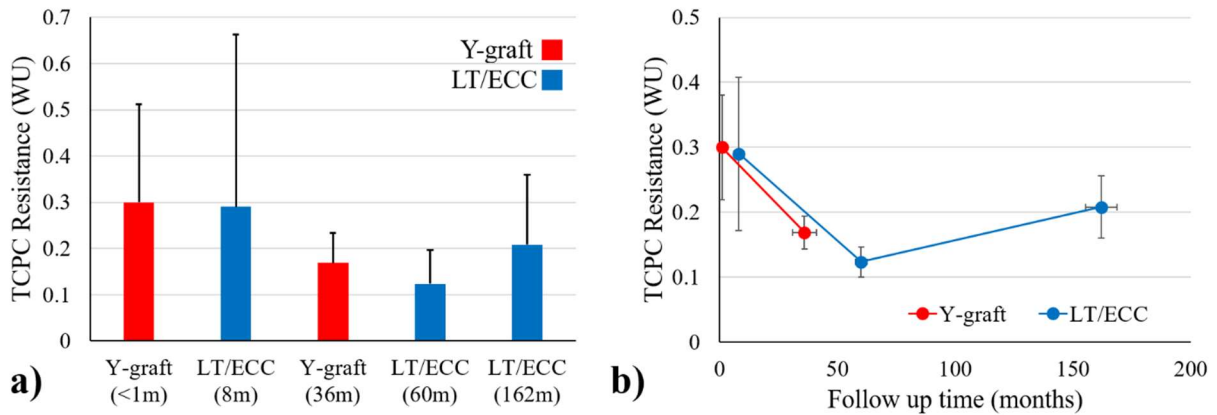 TCPC Resistance (WU)
0.7
0.6
0.5
0.4
0.3
0.2
0.1
0
Y-graft
LT/ECC
Y-graft
(<1m)
LT/ECC
(8m)
Y-graft
(36m)
LT/ECC
(60m)
LT/ECC
(162m)
a)
TCPC Resistance (WU)
0.5
0.4
0.3
0.2
0.1
0
Y-graft
LT/ECC
0
50
100
150
200
Follow up time (months)
b)